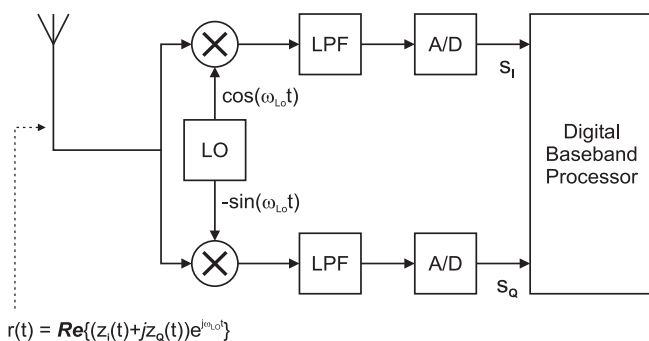 LPF
A/D
S_I
cos(ω_Lo t)
LO
Digital
Baseband
Processor
-sin(ω_Lo t)
LPF
A/D
S_Q
r(t) = Re{(z_i(t)+jz_Q(t))e^{jω_LO t}}